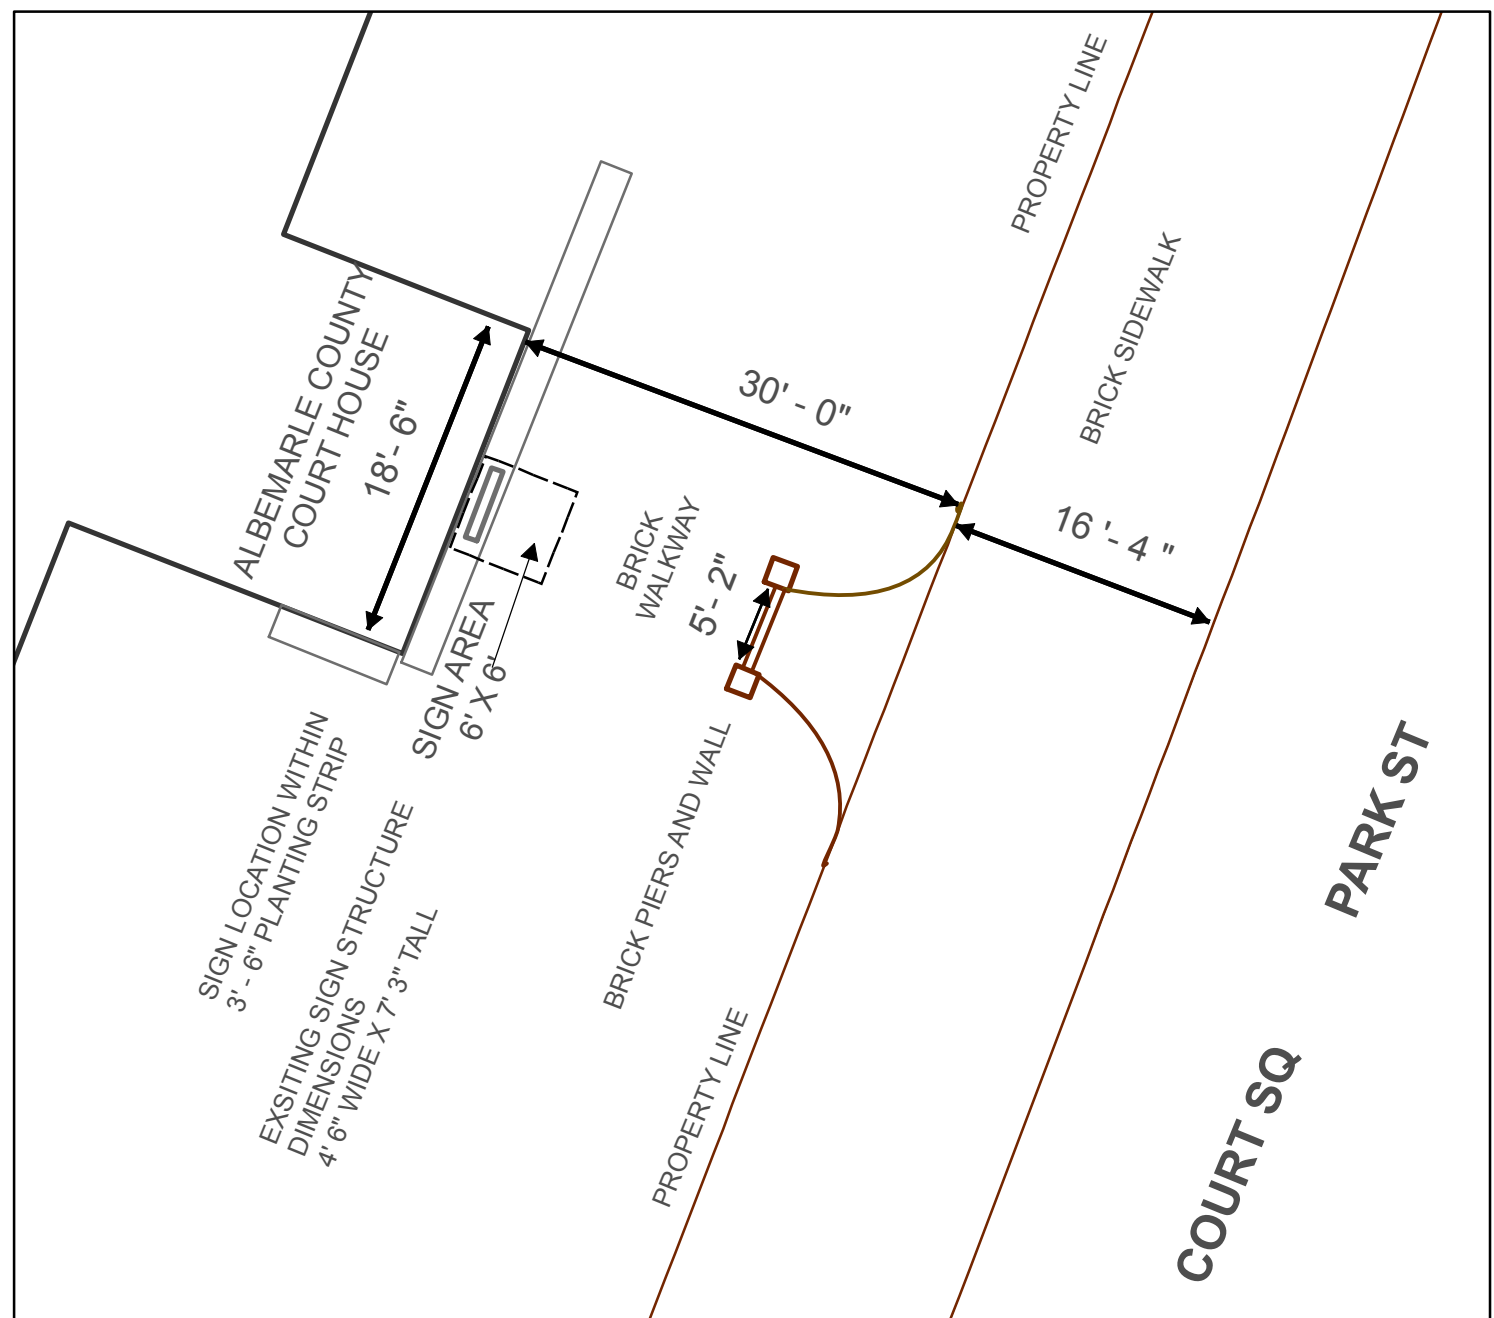 PROPERTY LINE
BRICK SIDEWALK
ALBEMARLE COUNTY
COURT HOUSE
18'- 6"
30' - 0"
16 '- 4 "
BRICK
WALKWAY
5'- 2"
SIGN AREA
6' X 6'
SIGN LOCATION WITHIN
3' - 6" PLANTING STRIP
EXSITING SIGN STRUCTURE
DIMENSIONS
4' 6" WIDE X 7' 3" TALL
BRICK PIERS AND WALL
PROPERTY LINE
PARK ST
COURT SQ